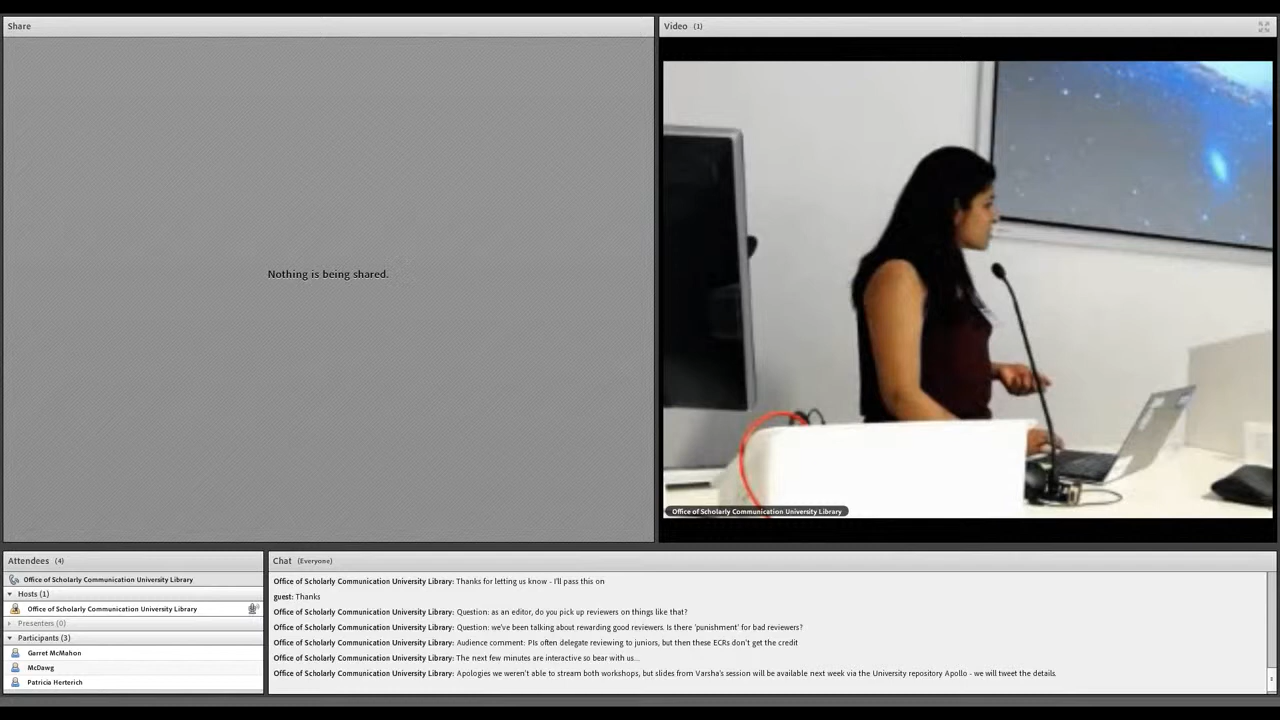 Share
Video (1)
Nothing is being shared.
Office of Scholarly Communication University Library
Attendees (4)
Office of Scholarly Communication University Library
Hosts (1)
Office of Scholarly Communication University Library
Presenters (0)
Participants (3)
Garret McMahon
McDawg
Patricia Herterich
Chat (Everyone)
Office of Scholarly Communication University Library: Thanks for letting us know - I'll pass this on
guest: Thanks
Office of Scholarly Communication University Library: Question: as an editor, do you pick up reviewers on things like that?
Office of Scholarly Communication University Library: Question: we've been talking about rewarding good reviewers. Is there 'punishment' for bad reviewers?
Office of Scholarly Communication University Library: Audience comment: PIs often delegate reviewing to juniors, but then these ECRs don't get the credit
Office of Scholarly Communication University Library: The next few minutes are interactive so bear with us...
Office of Scholarly Communication University Library: Apologies we weren't able to stream both workshops, but slides from Varsha's session will be available next week via the University repository Apollo - we will tweet the details.